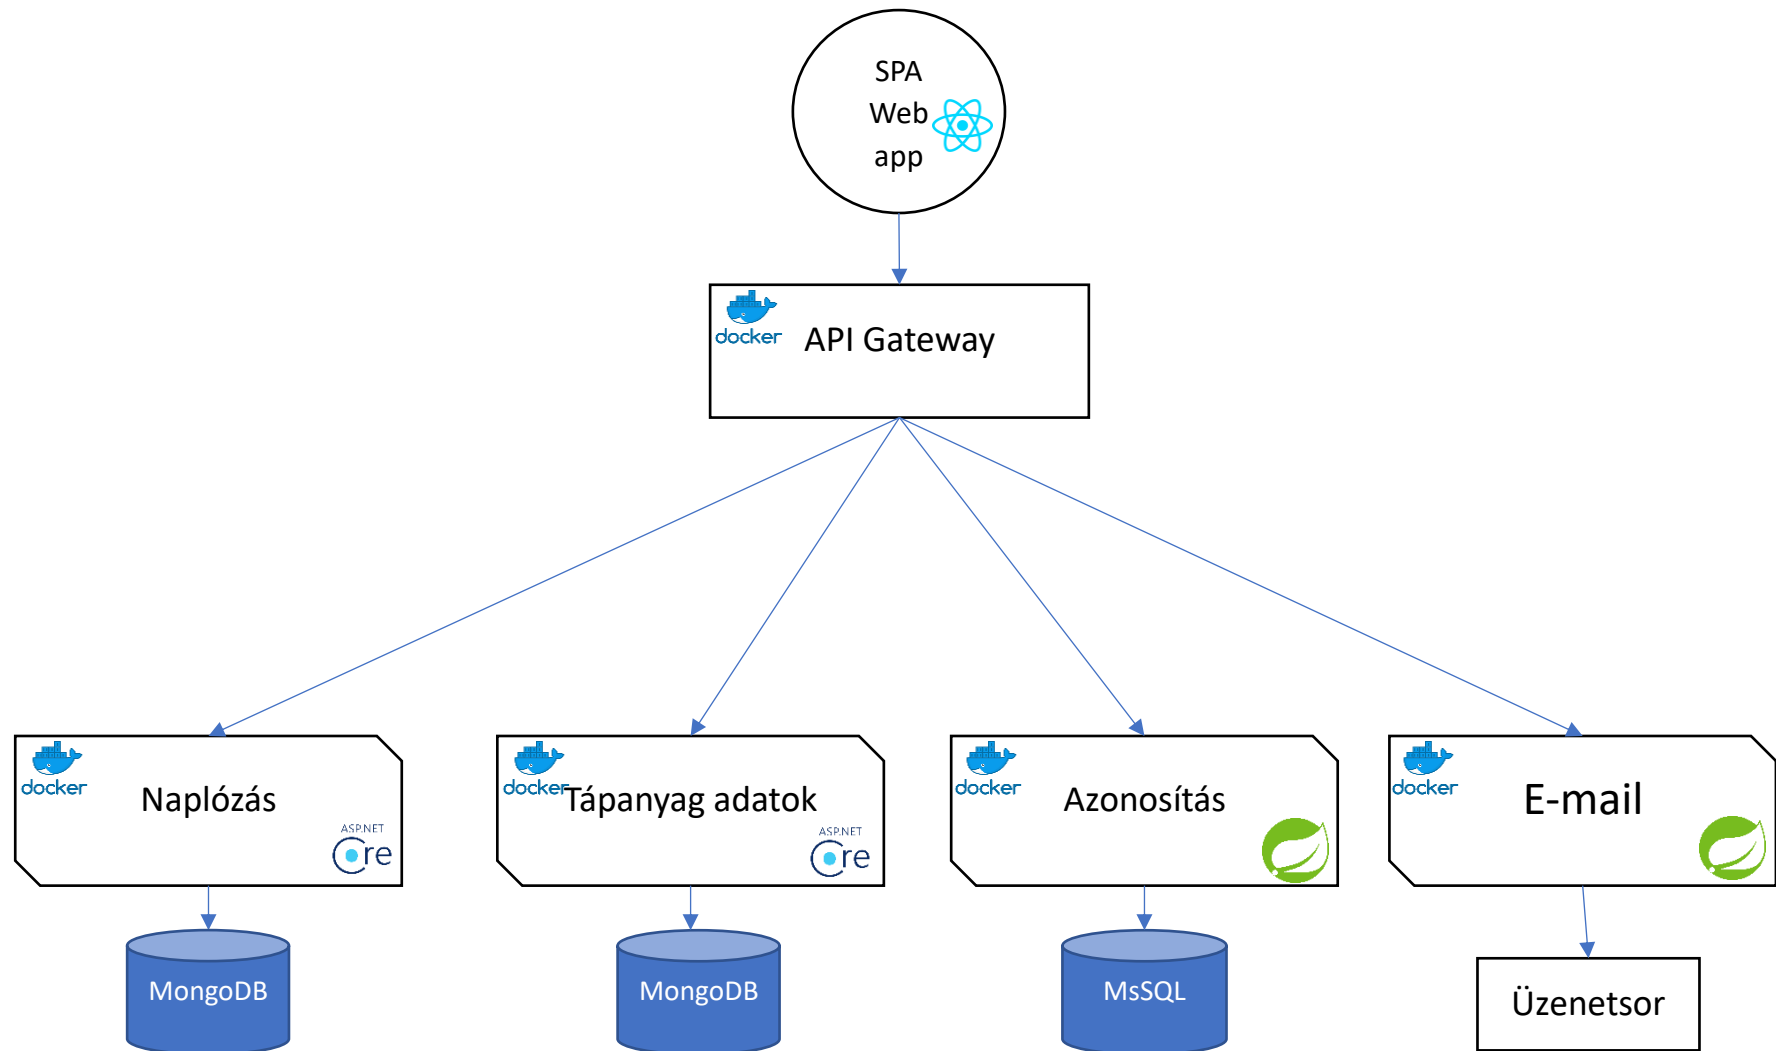 SPA
Web
app
docker
API Gateway
docker
Naplózás
ASP.NET
Core
docker
Tápanyag adatok
ASP.NET
Core
docker
Azonosítás
docker
E-mail
MongoDB
MongoDB
MsSQL
Üzenetsor